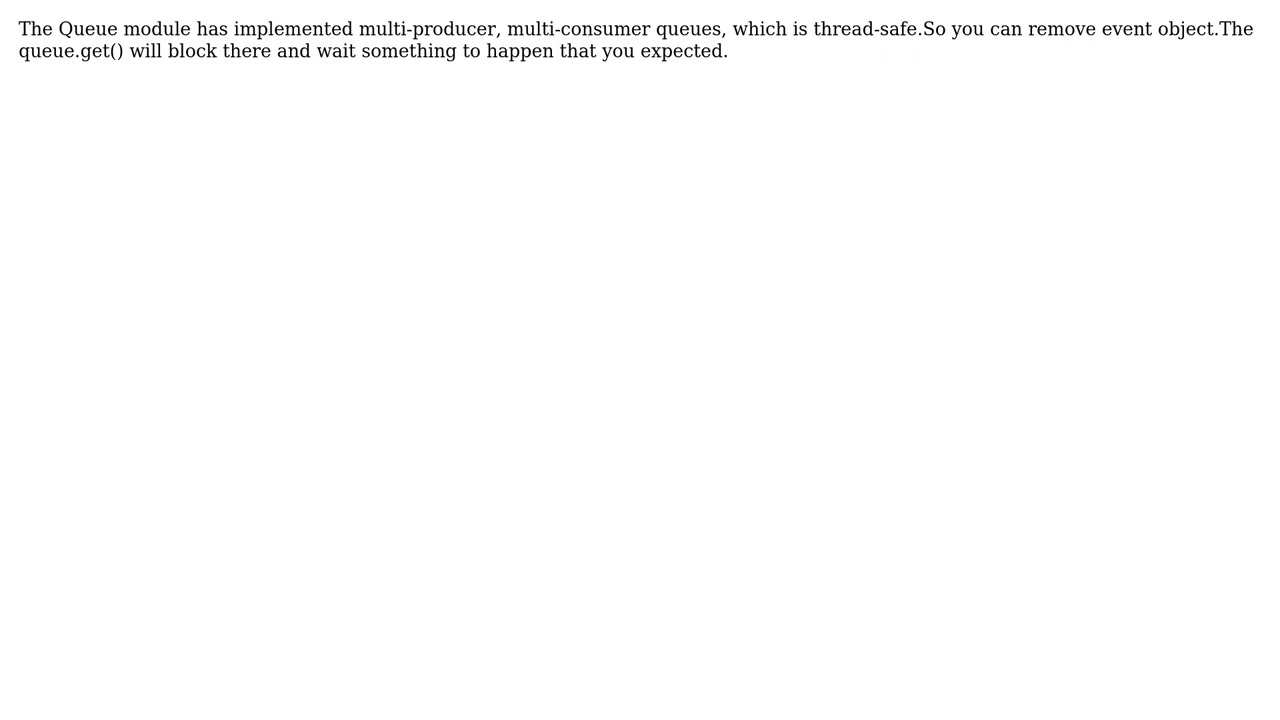 The Queue module has implemented multi-producer, multi-consumer queues, which is thread-safe.So you can remove event object.The
queue.get() will block there and wait something to happen that you expected.